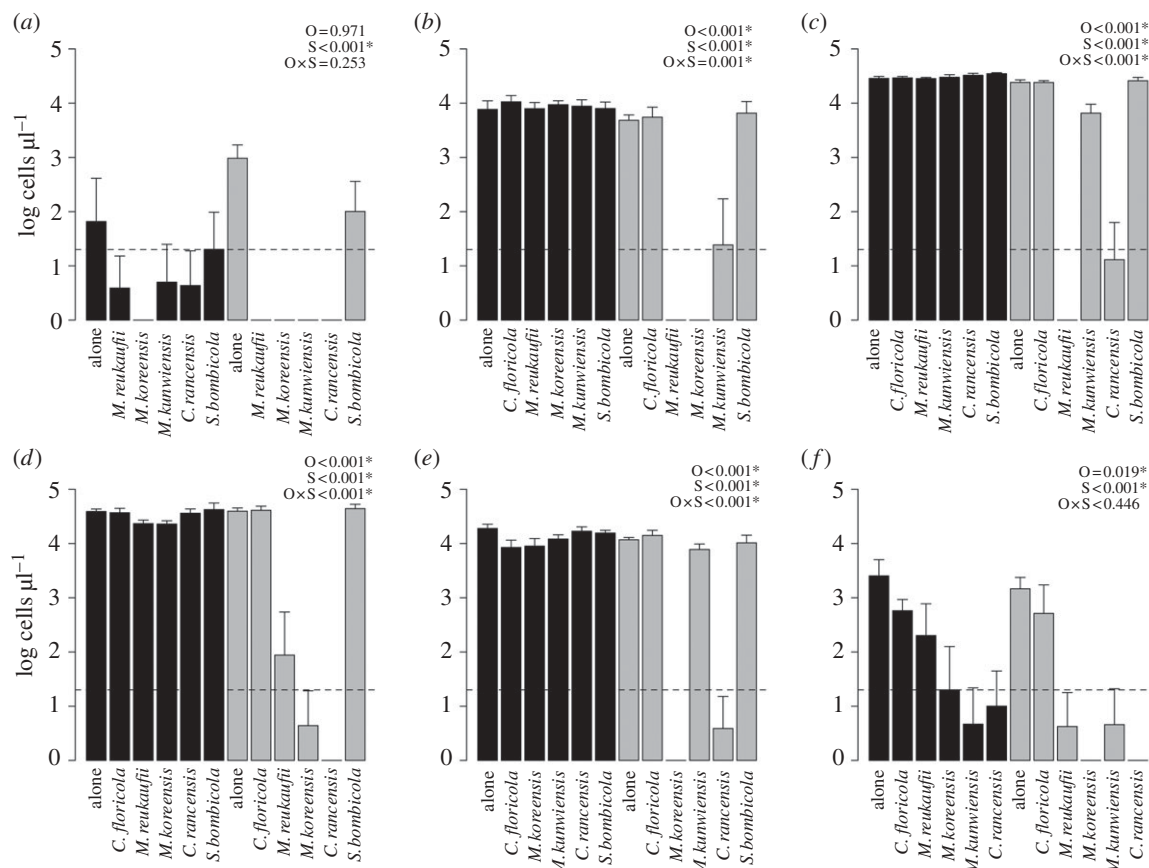 (a)
O=0.971
S<0.001*
O×S=0.253
5
4
3
2
1
0
log cells µl⁻¹
alone
M. reukaufii
M. koreensis
M. kunwiensis
C. rancensis
S. bombicola
alone
M. reukaufii
M. koreensis
M. kunwiensis
C. rancensis
S. bombicola
(b)
O<0.001*
S<0.001*
O×S=0.001*
5
4
3
2
1
0
alone
C. floricola
M. reukaufii
M. koreensis
M. kunwiensis
S. bombicola
alone
C. floricola
M. reukaufii
M. koreensis
M. kunwiensis
S. bombicola
(c)
O<0.001*
S<0.001*
O×S<0.001*
5
4
3
2
1
0
alone
C. floricola
M. reukaufii
M. kunwiensis
C. rancensis
S. bombicola
alone
C. floricola
M. reukaufii
M. kunwiensis
C. rancensis
S. bombicola
(d)
O<0.001*
S<0.001*
O×S<0.001*
5
4
3
2
1
0
log cells µl⁻¹
alone
C. floricola
M. reukaufii
M. koreensis
C. rancensis
S. bombicola
alone
C. floricola
M. reukaufii
M. koreensis
C. rancensis
S. bombicola
(e)
O<0.001*
S<0.001*
O×S<0.001*
5
4
3
2
1
0
alone
C. floricola
M. koreensis
M. kunwiensis
C. rancensis
S. bombicola
alone
C. floricola
M. koreensis
M. kunwiensis
C. rancensis
S. bombicola
(f)
O=0.019*
S<0.001*
O×S<0.446
5
4
3
2
1
0
alone
C. floricola
M. reukaufii
M. koreensis
M. kunwiensis
C. rancensis
alone
C. floricola
M. reukaufii
M. koreensis
M. kunwiensis
C. rancensis